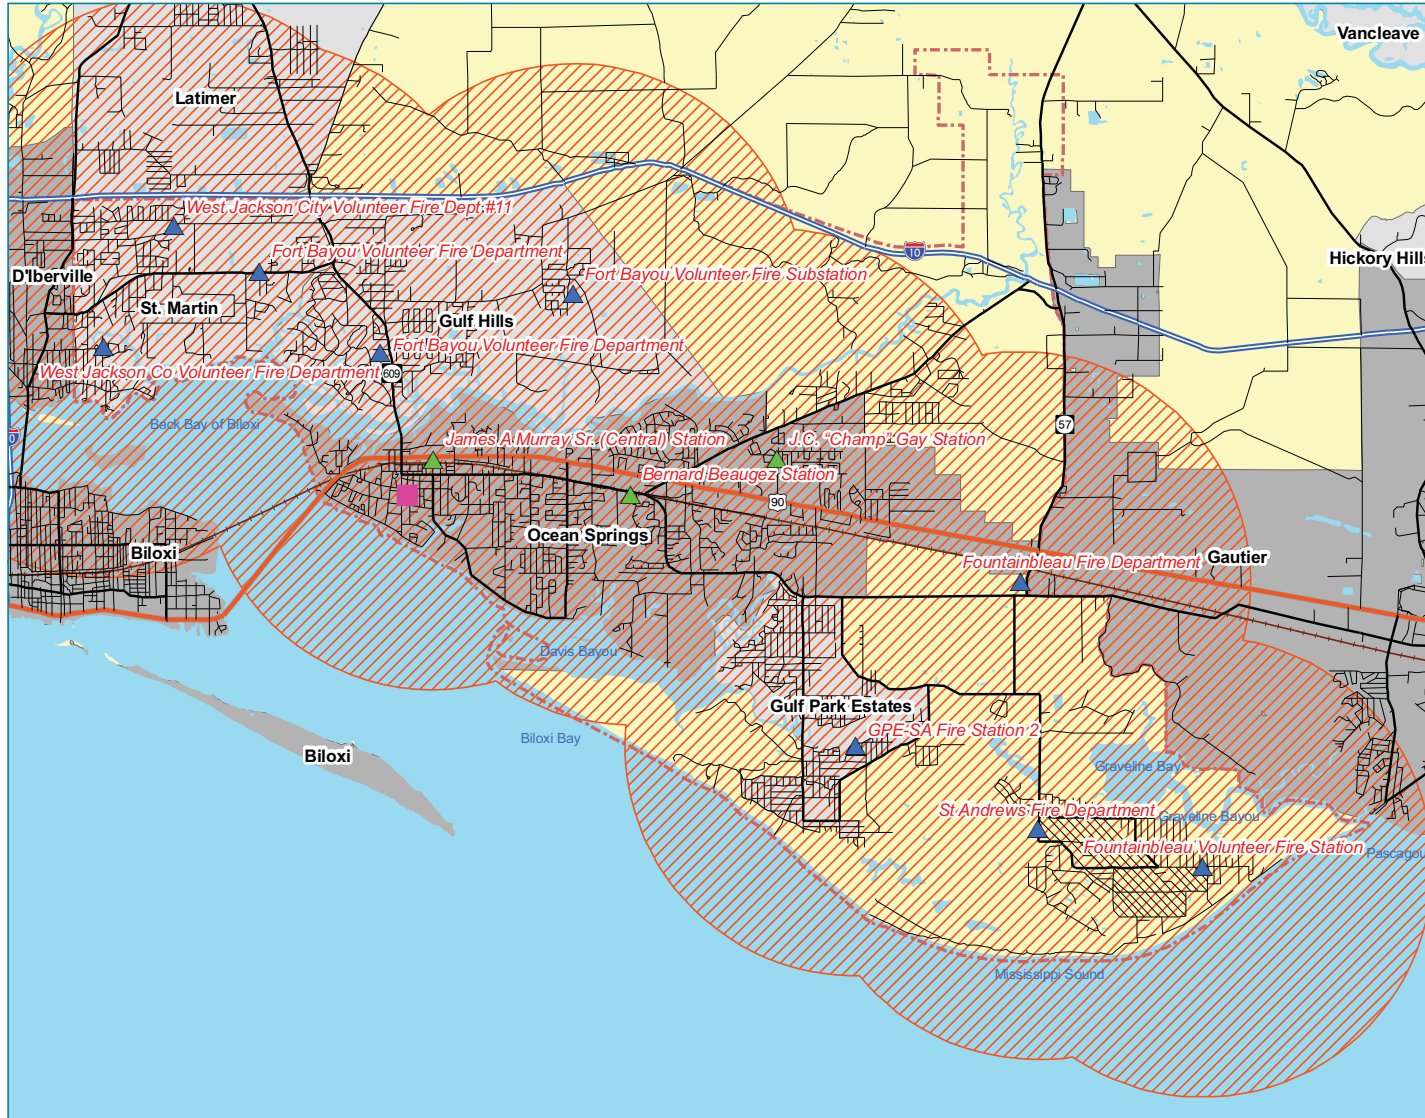 Vancleave
Latimer
West Jackson City Volunteer Fire Dept #11
Fort Bayou Volunteer Fire Department
10
Hickory Hills
D'Iberville
Fort Bayou Volunteer Fire Substation
St. Martin
Gulf Hills
Fort Bayou Volunteer Fire Department
West Jackson Co Volunteer Fire Department
609
Back Bay of Biloxi
57
0
James A Murray Sr. (Central) Station
J.C. “Champ” Gay Station
Bernard Beaugez Station
90
Ocean Springs
Biloxi
Gautier
Fountainbleau Fire Department
Davis Bayou
Gulf Park Estates
GPE-SA Fire Station 2
Biloxi Bay
Biloxi
Graveline Bay
St Andrews Fire Department
Graveline Bayou
Fountainbleau Volunteer Fire Station
Pascagou
Mississippi Sound